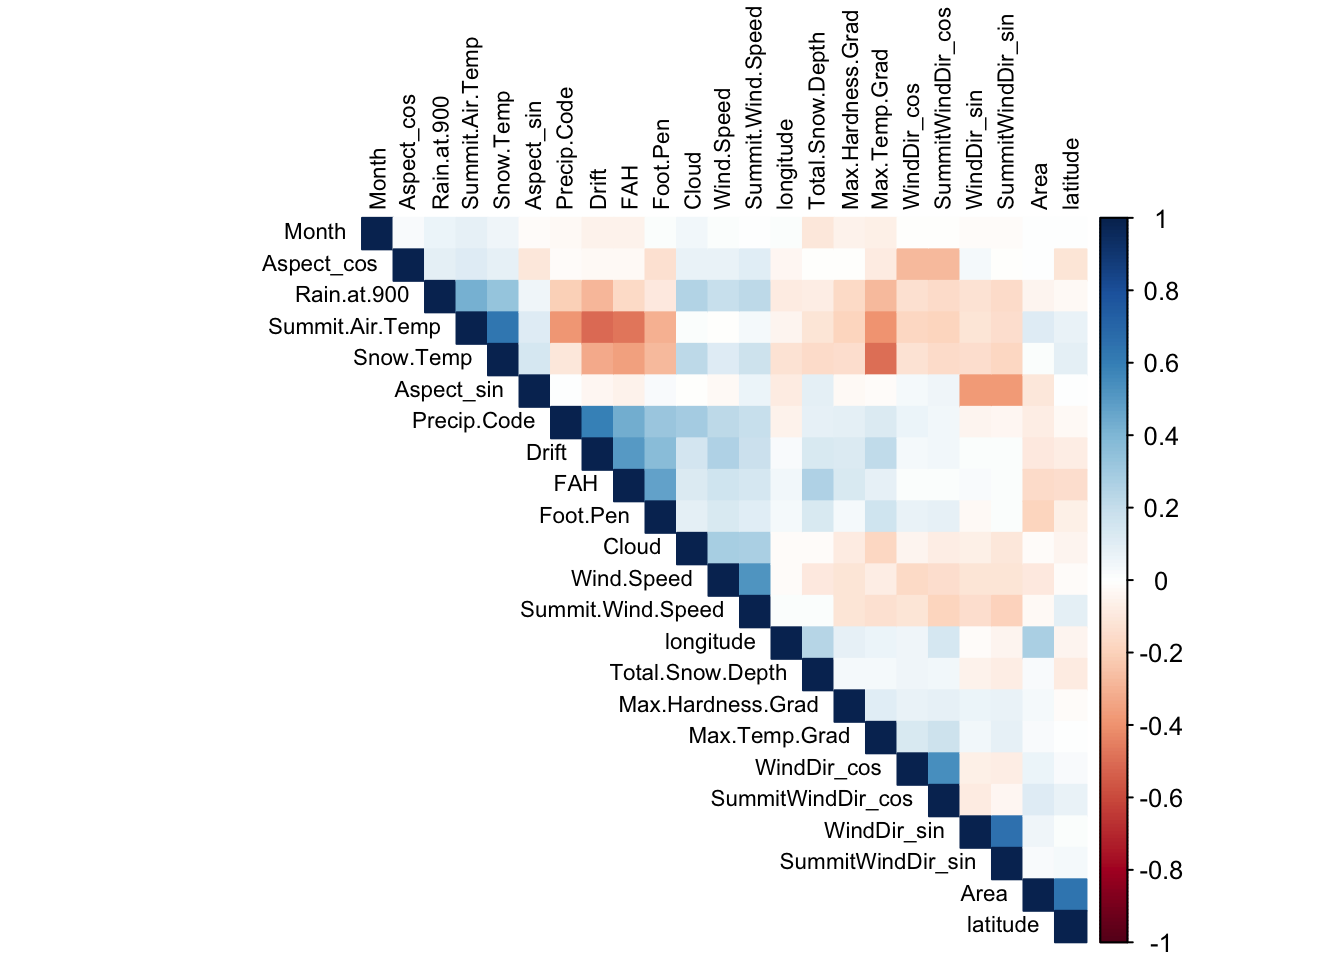 Month
Aspect_cos
Rain.at.900
Summit.Air.Temp
Snow.Temp
Aspect_sin
Precip.Code
Drift
FAH
Foot.Pen
Cloud
Wind.Speed
Summit.Wind.Speed
longitude
Total.Snow.Depth
Max.Hardness.Grad
Max.Temp.Grad
WindDir_cos
SummitWindDir_cos
WindDir_sin
SummitWindDir_sin
Area
latitude
Month
Aspect_cos
Rain.at.900
Summit.Air.Temp
Snow.Temp
Aspect_sin
Precip.Code
Drift
FAH
Foot.Pen
Cloud
Wind.Speed
Summit.Wind.Speed
longitude
Total.Snow.Depth
Max.Hardness.Grad
Max.Temp.Grad
WindDir_cos
SummitWindDir_cos
WindDir_sin
SummitWindDir_sin
Area
latitude
1
0.8
0.6
0.4
0.2
0
-0.2
-0.4
-0.6
-0.8
-1